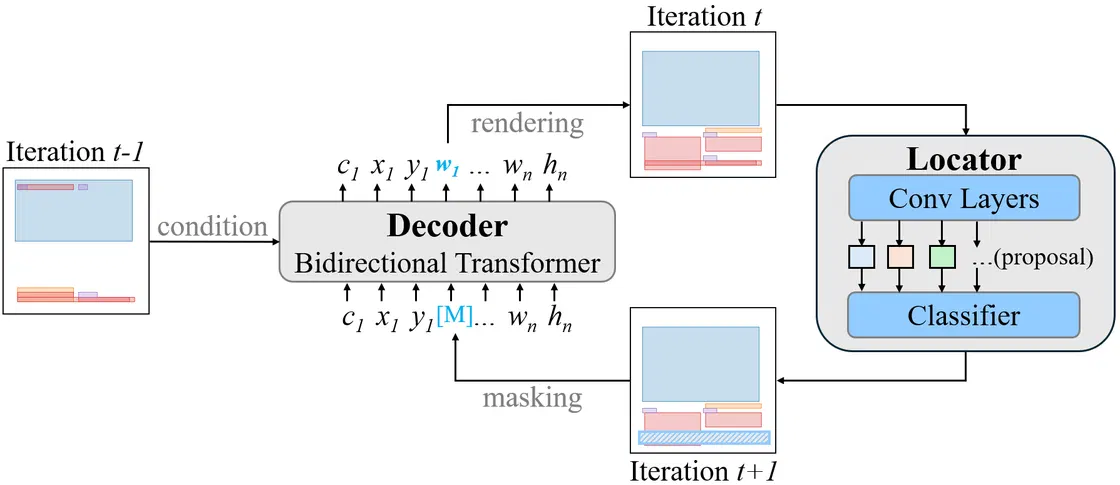 Iteration t
Iteration t-1
rendering
c1 x1 y1 w1 ... wn hn
condition
Decoder
Bidirectional Transformer
c1 x1 y1 [M] ... wn hn
masking
Locator
Conv Layers
...(proposal)
Classifier
Iteration t+1